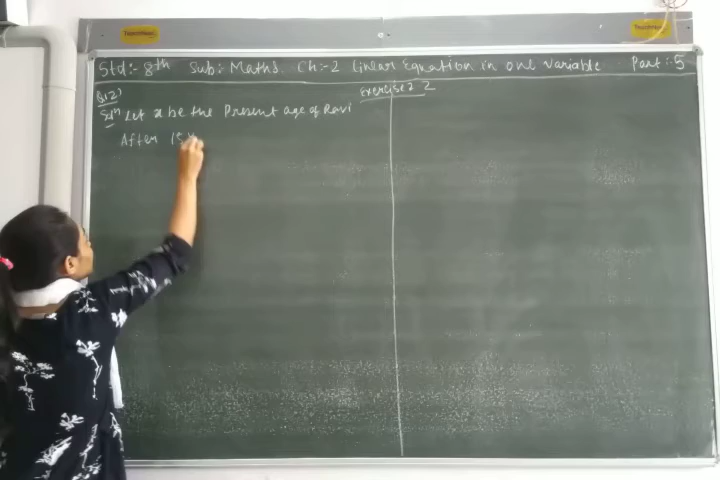 Std:- 8th Sub:- Maths. Ch:-2 Linear Equation in one variable. Part:-5
Exercise 2.2
Q.12)
Solⁿ Let x be the Present age of Ravi
After 15 y